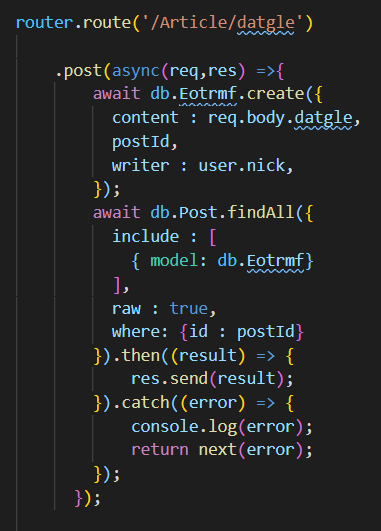 router.route('/Article/datgle')
.post(async(req,res) =>{
await db.Eotrmf.create({
content : req.body.datgle,
postId,
writer : user.nick,
});
await db.Post.findAll({
include : [
{ model: db.Eotrmf}
],
raw : true,
where: {id : postId}
}).then((result) => {
res.send(result);
}).catch((error) => {
console.log(error);
return next(error);
});
});